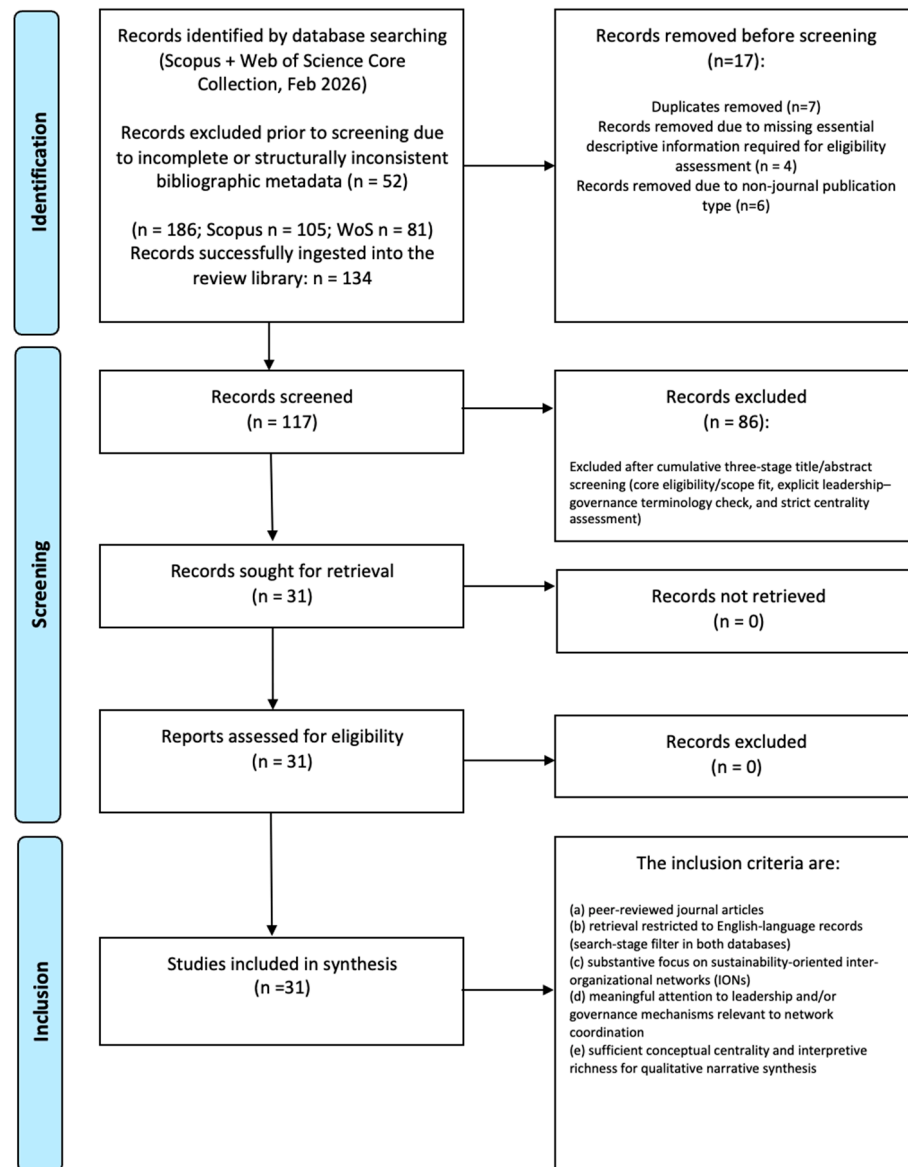 Identification
Records identified by database searching
(Scopus + Web of Science Core
Collection, Feb 2026)
Records excluded prior to screening due
to incomplete or structurally inconsistent
bibliographic metadata (n = 52)
(n = 186; Scopus n = 105; WoS n = 81)
Records successfully ingested into the
review library: n = 134
Records removed before screening
(n=17):
Duplicates removed (n=7)
Records removed due to missing essential
descriptive information required for eligibility
assessment (n = 4)
Records removed due to non-journal publication
type (n=6)
Screening
Records screened
(n = 117)
Records excluded
(n = 86):
Excluded after cumulative three-stage title/abstract
screening (core eligibility/scope fit, explicit leadership–
governance terminology check, and strict centrality
assessment)
Records sought for retrieval
(n = 31)
Records not retrieved
(n = 0)
Reports assessed for eligibility
(n = 31)
Records excluded
(n = 0)
Inclusion
Studies included in synthesis
(n =31)
The inclusion criteria are:
(a) peer-reviewed journal articles
(b) retrieval restricted to English-language records
(search-stage filter in both databases)
(c) substantive focus on sustainability-oriented inter-
organizational networks (IONs)
(d) meaningful attention to leadership and/or
governance mechanisms relevant to network
coordination
(e) sufficient conceptual centrality and interpretive
richness for qualitative narrative synthesis